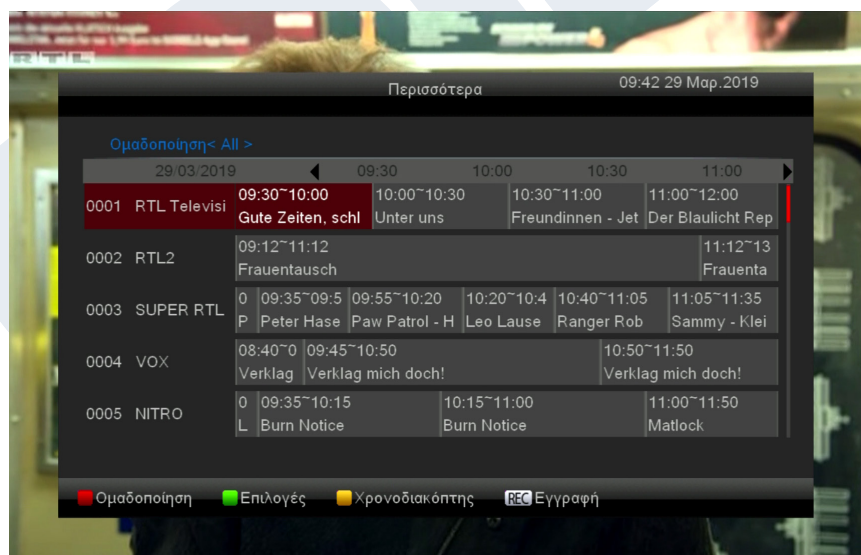 RTL
Περισσότερα
09:42 29 Μαρ.2019
Ομαδοποίηση< All >
29/03/2019 09:30 10:00 10:30 11:00
0001 RTL Televisi
09:30~10:00 10:00~10:30 10:30~11:00 11:00~12:00
Gute Zeiten, schl Unter uns Freundinnen - Jet Der Blaulicht Rep
0002 RTL2
09:12~11:12 11:12~13
Frauentausch Frauenta
0003 SUPER RTL
0 09:35~09:5 09:55~10:20 10:20~10:4 10:40~11:05 11:05~11:35
P Peter Hase Paw Patrol - H Leo Lause Ranger Rob Sammy - Klei
0004 VOX
08:40~0 09:45~10:50 10:50~11:50
Verklag Verklag mich doch! Verklag mich doch!
0005 NITRO
0 09:35~10:15 10:15~11:00 11:00~11:50
L Burn Notice Burn Notice Matlock
Ομαδοποίηση Επιλογές Χρονοδιακόπτης REC Εγγραφή